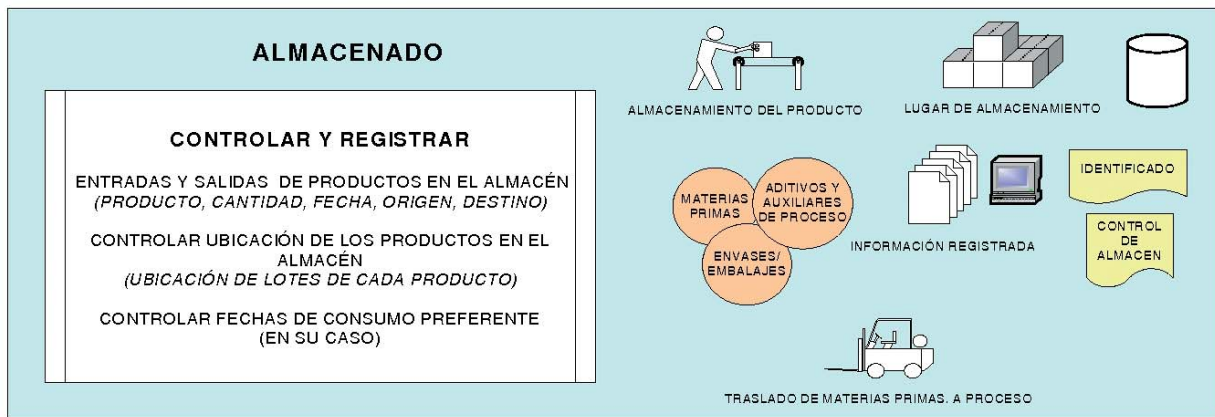 ALMACENADO
CONTROLAR Y REGISTRAR
ENTRADAS Y SALIDAS DE PRODUCTOS EN EL ALMACÉN
(PRODUCTO, CANTIDAD, FECHA, ORIGEN, DESTINO)
CONTROLAR UBICACIÓN DE LOS PRODUCTOS EN EL
ALMACÉN
(UBICACIÓN DE LOTES DE CADA PRODUCTO)
CONTROLAR FECHAS DE CONSUMO PREFERENTE
(EN SU CASO)
ALMACENAMIENTO DEL PRODUCTO
LUGAR DE ALMACENAMIENTO
MATERIAS
PRIMAS
ADITIVOS Y
AUXILIARES
DE PROCESO
ENVASES/
EMBALAJES
INFORMACIÓN REGISTRADA
IDENTIFICADO
CONTROL
DE
ALMACEN
TRASLADO DE MATERIAS PRIMAS. A PROCESO